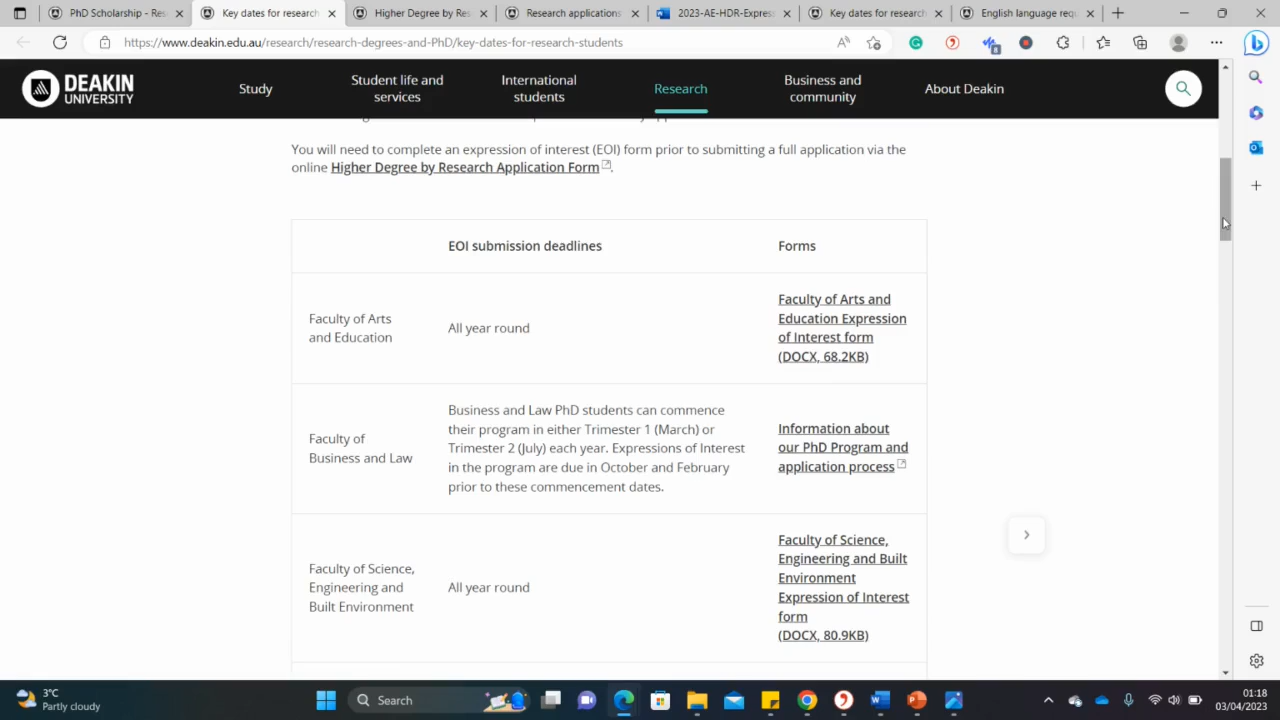 PhD Scholarship - Res
Key dates for research
Higher Degree by Res
Research applications
2023-AE-HDR-Express
Key dates for research
English language requ
https://www.deakin.edu.au/research/research-degrees-and-PhD/key-dates-for-research-students
DEAKIN
UNIVERSITY
Study
Student life and
services
International
students
Research
Business and
community
About Deakin
You will need to complete an expression of interest (EOI) form prior to submitting a full application via the
online Higher Degree by Research Application Form.
EOI submission deadlines
Forms
Faculty of Arts
and Education
All year round
Faculty of Arts and
Education Expression
of Interest form
(DOCX, 68.2KB)
Faculty of
Business and Law
Business and Law PhD students can commence
their program in either Trimester 1 (March) or
Trimester 2 (July) each year. Expressions of Interest
in the program are due in October and February
prior to these commencement dates.
Information about
our PhD Program and
application process
Faculty of Science,
Engineering and
Built Environment
All year round
Faculty of Science,
Engineering and Built
Environment
Expression of Interest
form
(DOCX, 80.9KB)
3°C
Partly cloudy
Search
01:18
03/04/2023